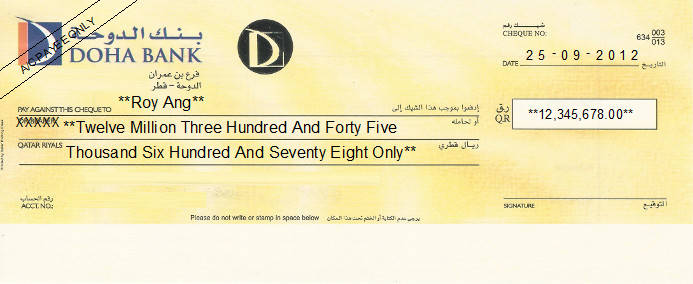 A/C PAYEE ONLY
بنك الدوحة
DOHA BANK
فرع بن عمران
الدوحة - قطر
D
شيك رقم
CHEQUE NO:
634 003
013
DATE 25-09-2012 التاريخ
PAY AGAINST THIS CHEQUE TO **Roy Ang** إدفعوا بموجب هذا الشيك إلى
XXXXX **Twelve Million Three Hundred And Forty Five أو لحامله
ر.ق
Q.R **12,345,678.00**
QATAR RIYALS Thousand Six Hundred And Seventy Eight Only** ريال قطري
رقم الحساب
ACCT. NO.:
SIGNATURE التوقيع
Please do not write or stamp in space below يرجى عدم الكتابة أو الختم تحت هذا المكان